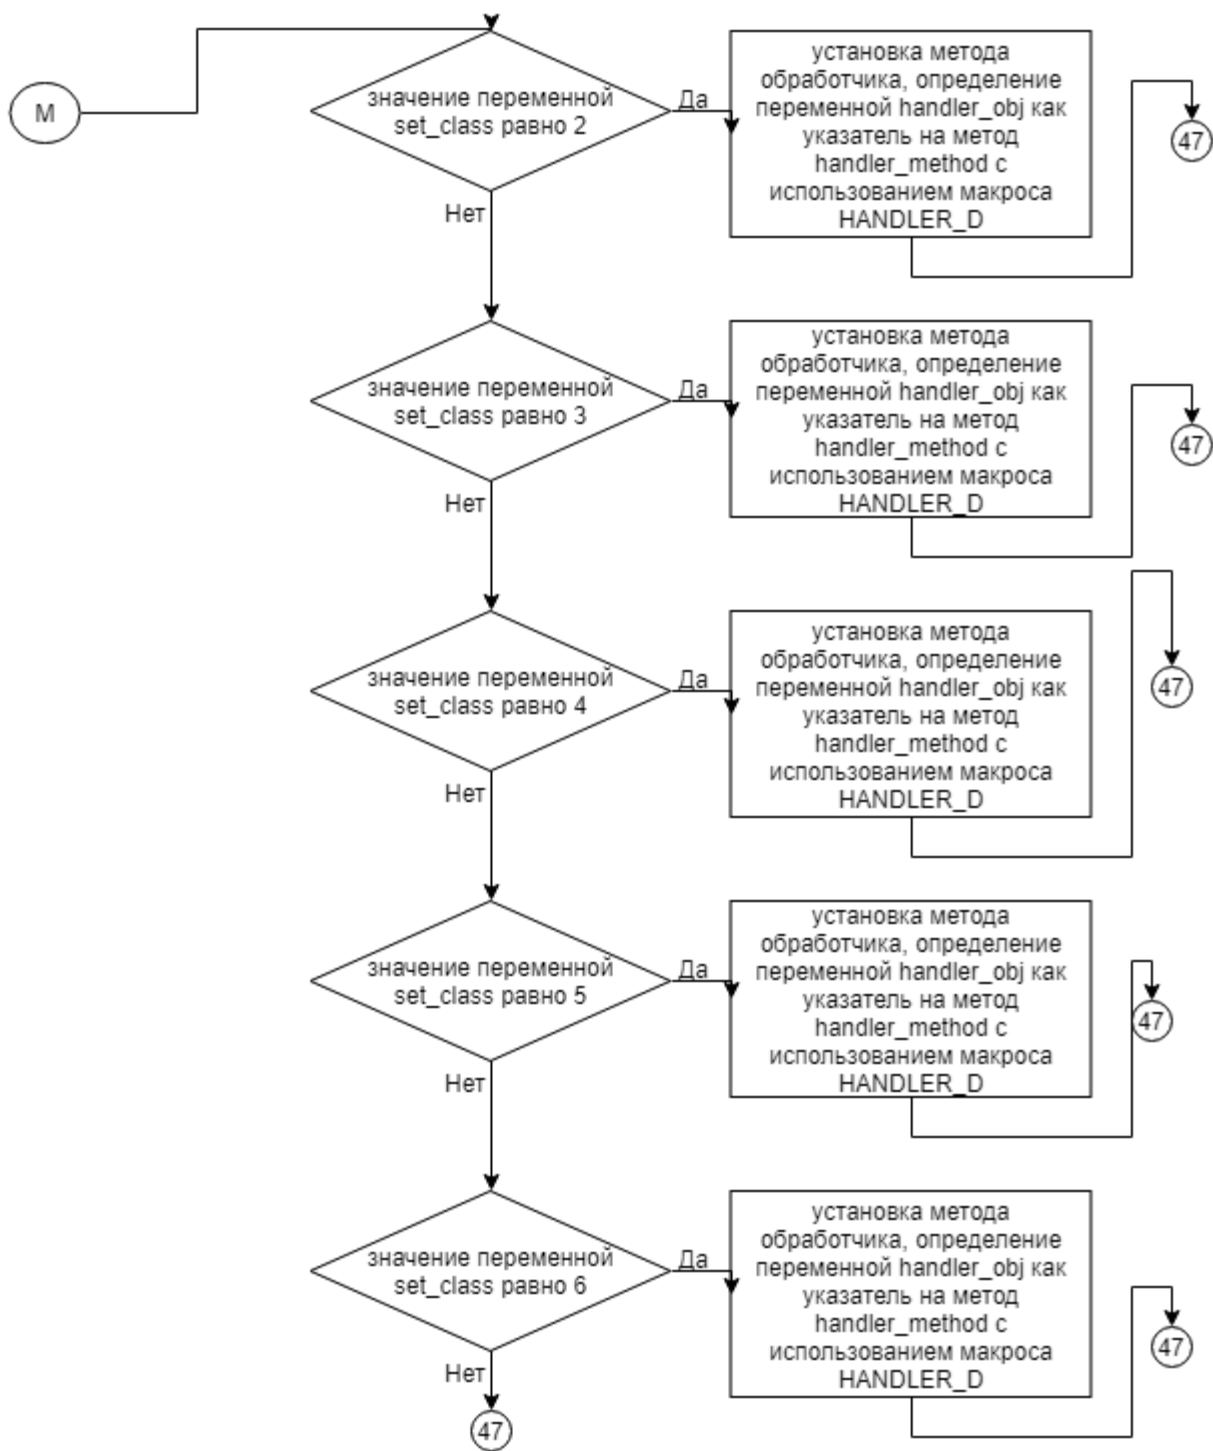 M
значение переменной
set_class равно 2
Да
установка метода
обработчика, определение
переменной handler_obj как
указатель на метод
handler_method с
использованием макроса
HANDLER_D
47
Нет
значение переменной
set_class равно 3
Да
установка метода
обработчика, определение
переменной handler_obj как
указатель на метод
handler_method с
использованием макроса
HANDLER_D
47
Нет
значение переменной
set_class равно 4
Да
установка метода
обработчика, определение
переменной handler_obj как
указатель на метод
handler_method с
использованием макроса
HANDLER_D
47
Нет
значение переменной
set_class равно 5
Да
установка метода
обработчика, определение
переменной handler_obj как
указатель на метод
handler_method с
использованием макроса
HANDLER_D
47
Нет
значение переменной
set_class равно 6
Да
установка метода
обработчика, определение
переменной handler_obj как
указатель на метод
handler_method с
использованием макроса
HANDLER_D
47
Нет
47